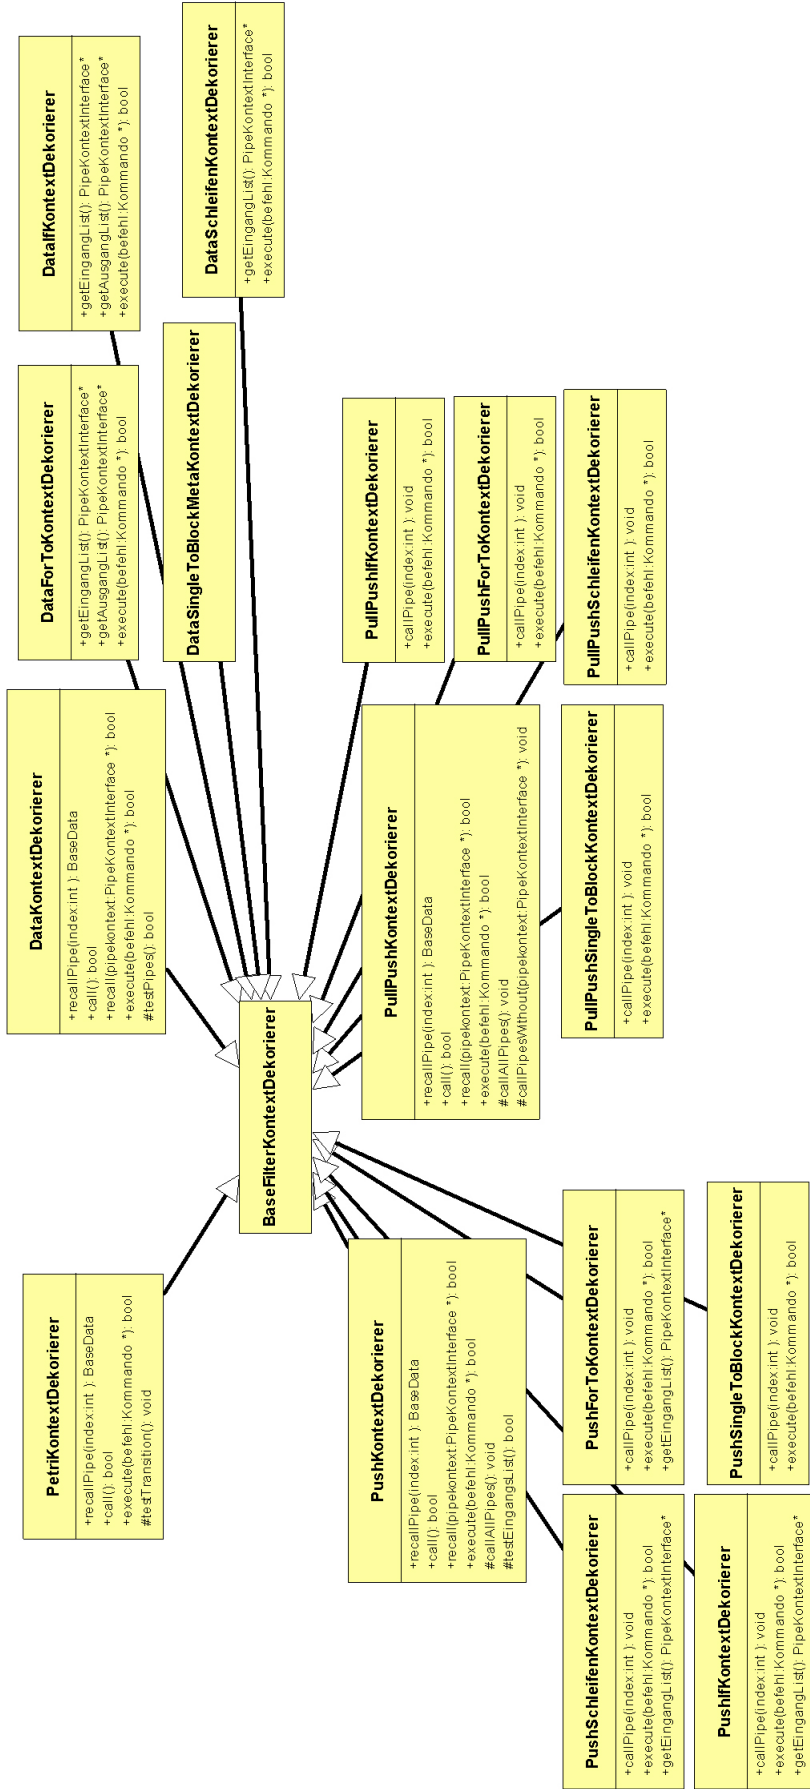 PetriKontextDekorierer
+recallPipe(index:int ): BaseData
+call(): bool
+execute(befehl:Kommando *): bool
#testTransition(): void
DataKontextDekorierer
+recallPipe(index:int ): BaseData
+call(): bool
+recall(pipekontext:PipeKontextInterface *): bool
+execute(befehl:Kommando *): bool
#testPipes(): bool
DataForToKontextDekorierer
+getEingangList(): PipeKontextInterface*
+getAusgangList(): PipeKontextInterface*
+execute(befehl:Kommando *): bool
DataIfKontextDekorierer
+getEingangList(): PipeKontextInterface*
+getAusgangList(): PipeKontextInterface*
+execute(befehl:Kommando *): bool
DataSingleToBlockMetaKontextDekorierer
DataSchleifenKontextDekorierer
+getEingangList(): PipeKontextInterface*
+execute(befehl:Kommando *): bool
BaseFilterKontextDekorierer
PushKontextDekorierer
+recallPipe(index:int ): BaseData
+call(): bool
+recall(pipekontext:PipeKontextInterface *): bool
+execute(befehl:Kommando *): bool
#callAllPipes(): void
#testEingangsList(): bool
PullPushKontextDekorierer
+recallPipe(index:int ): BaseData
+call(): bool
+recall(pipekontext:PipeKontextInterface *): bool
+execute(befehl:Kommando *): bool
#callAllPipes(): void
#callPipesWithout(pipekontext:PipeKontextInterface *): void
PullPushIfKontextDekorierer
+callPipe(index:int ): void
+execute(befehl:Kommando *): bool
PullPushForToKontextDekorierer
+callPipe(index:int ): void
+execute(befehl:Kommando *): bool
PullPushSchleifenKontextDekorierer
+callPipe(index:int ): void
+execute(befehl:Kommando *): bool
PullPushSingleToBlockKontextDekorierer
+callPipe(index:int ): void
+execute(befehl:Kommando *): bool
PushSchleifenKontextDekorierer
+callPipe(index:int ): void
+execute(befehl:Kommando *): bool
+getEingangList(): PipeKontextInterface*
PushForToKontextDekorierer
+callPipe(index:int ): void
+execute(befehl:Kommando *): bool
+getEingangList(): PipeKontextInterface*
PushIfKontextDekorierer
+callPipe(index:int ): void
+execute(befehl:Kommando *): bool
+getEingangList(): PipeKontextInterface*
PushSingleToBlockKontextDekorierer
+callPipe(index:int ): void
+execute(befehl:Kommando *): bool